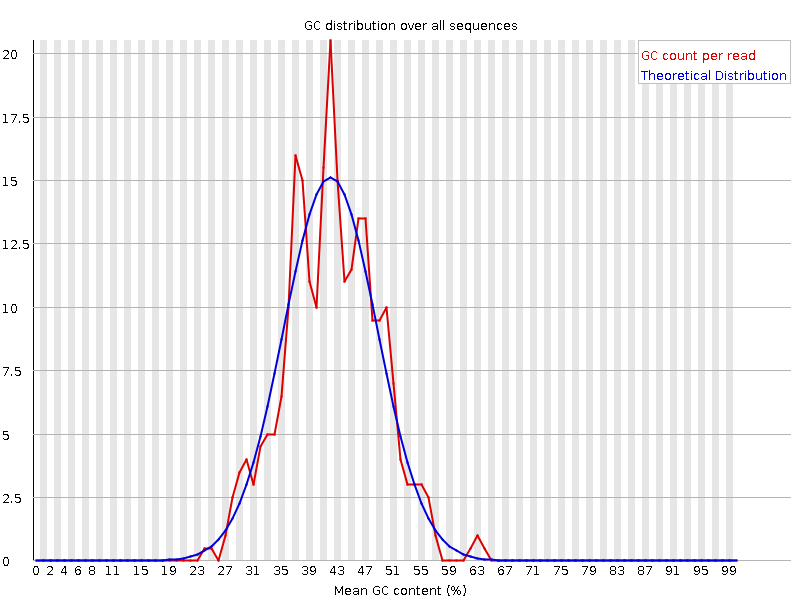 GC distribution over all sequences
GC count per read
Theoretical Distribution
20
17.5
15
12.5
10
7.5
5
2.5
0
0 2 4 6 8 11 15 19 23 27 31 35 39 43 47 51 55 59 63 67 71 75 79 83 87 91 95 99
Mean GC content (%)